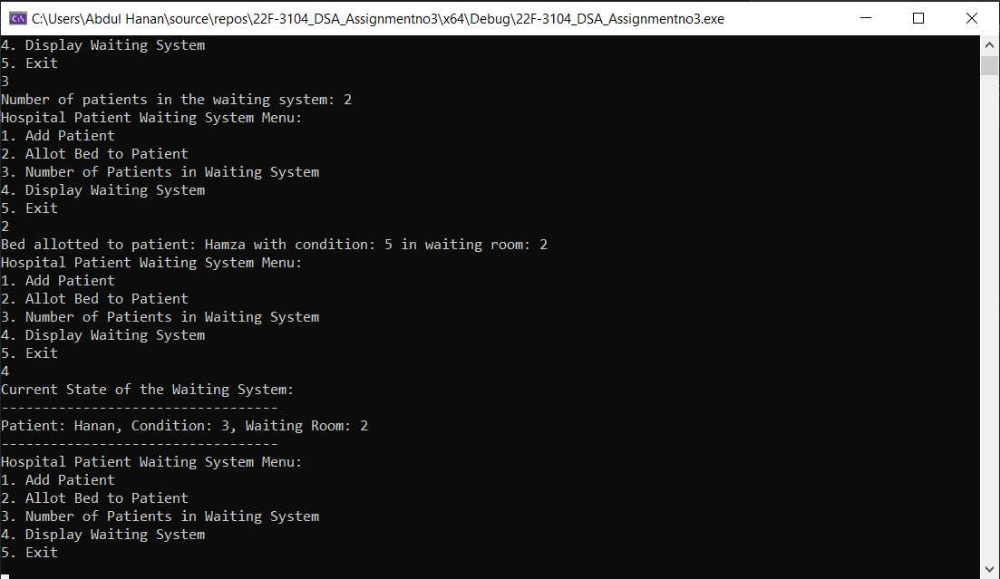 C:\Users\Abdul Hanan\source\repos\22F-3104_DSA_Assignmentno3\x64\Debug\22F-3104_DSA_Assignmentno3.exe
4. Display Waiting System
5. Exit
3
Number of patients in the waiting system: 2
Hospital Patient Waiting System Menu:
1. Add Patient
2. Allot Bed to Patient
3. Number of Patients in Waiting System
4. Display Waiting System
5. Exit
2
Bed allotted to patient: Hamza with condition: 5 in waiting room: 2
Hospital Patient Waiting System Menu:
1. Add Patient
2. Allot Bed to Patient
3. Number of Patients in Waiting System
4. Display Waiting System
5. Exit
4
Current State of the Waiting System:
----------------------------------
Patient: Hanan, Condition: 3, Waiting Room: 2
----------------------------------
Hospital Patient Waiting System Menu:
1. Add Patient
2. Allot Bed to Patient
3. Number of Patients in Waiting System
4. Display Waiting System
5. Exit